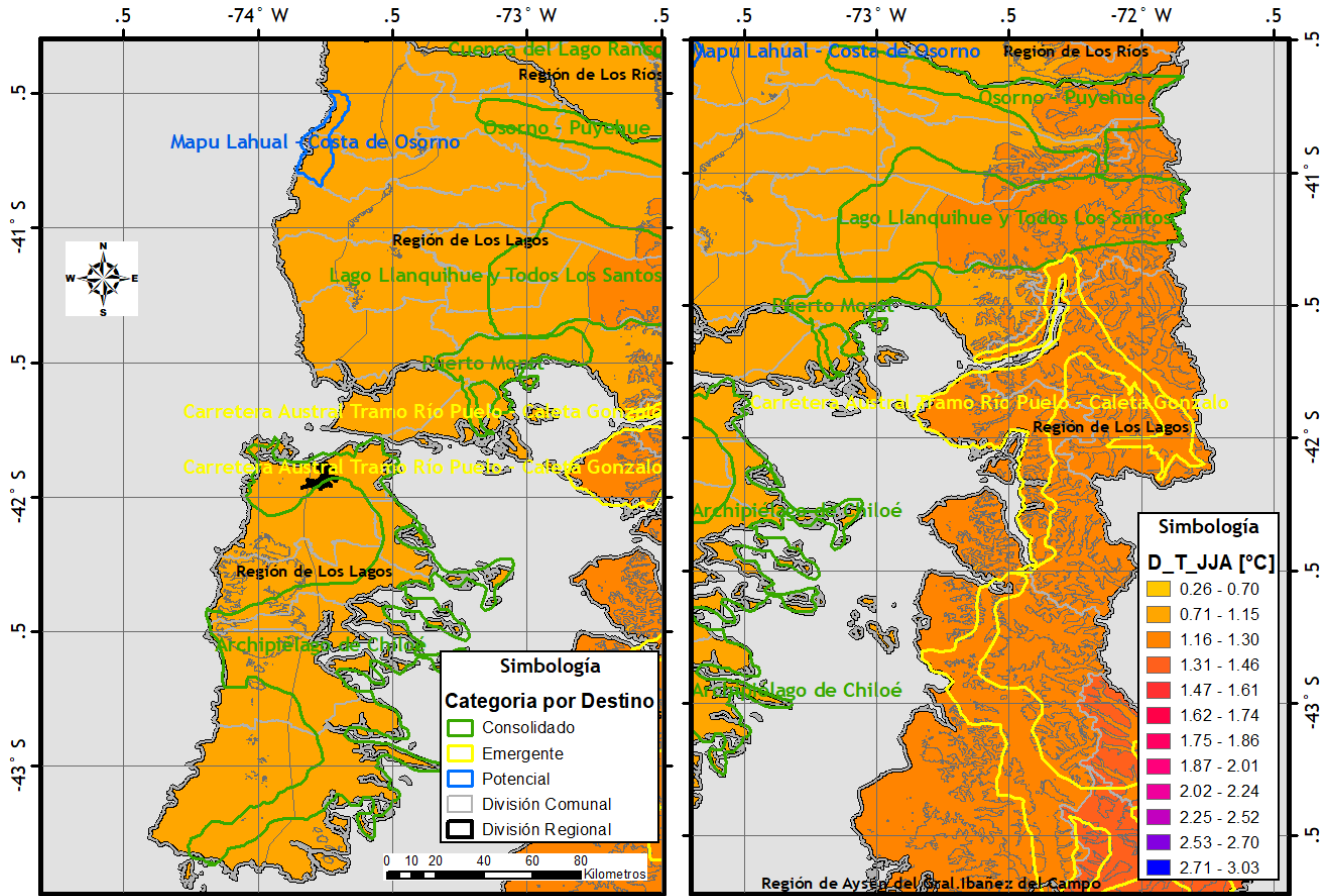 .5
-74° W
.5
-73° W
.5
.5
-73° W
.5
-72° W
.5
Cuenca del Lago Ranco
Región de Los Ríos
.5
Mapu Lahual - Costa de Osorno
Osorno - Puyehue
N
W
E
S
-41° S
Región de Los Lagos
Lago Llanquihue y Todos Los Santos
.5
Puerto Montt
Carretera Austral Tramo Río Puelo - Caleta Gonzalo
Carretera Austral Tramo Río Puelo - Caleta Gonzalo
-42° S
Región de Los Lagos
.5
Archipiélago de Chiloé
-43° S
Simbología
Categoria por Destino
Consolidado
Emergente
Potencial
División Comunal
División Regional
0
10
20
40
60
80
Kilometros
Mapu Lahual - Costa de Osorno
Región de Los Ríos
.5
Osorno - Puyehue
-41° S
Lago Llanquihue y Todos Los Santos
Puerto Montt
.5
Carretera Austral Tramo Río Puelo - Caleta Gonzalo
Región de Los Lagos
-42° S
Archipiélago de Chiloé
.5
Archipiélago de Chiloé
-43° S
.5
Región de Aysén del Gral.Ibañez del Campo
Simbología
D_T_JJA [ºC]
0.26 - 0.70
0.71 - 1.15
1.16 - 1.30
1.31 - 1.46
1.47 - 1.61
1.62 - 1.74
1.75 - 1.86
1.87 - 2.01
2.02 - 2.24
2.25 - 2.52
2.53 - 2.70
2.71 - 3.03